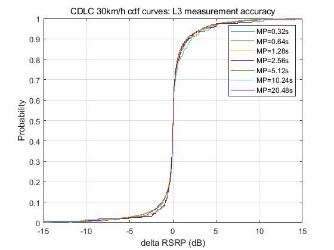 CDLC 30km/h cdf curves: L3 measurement accuracy
1
0.9
0.8
0.7
0.6
0.5
0.4
0.3
0.2
0.1
0
Probability
MP=0.32s
MP=0.64s
MP=1.28s
MP=2.56s
MP=5.12s
MP=10.24s
MP=20.48s
-15 -10 -5 0 5 10 15
delta RSRP (dB)